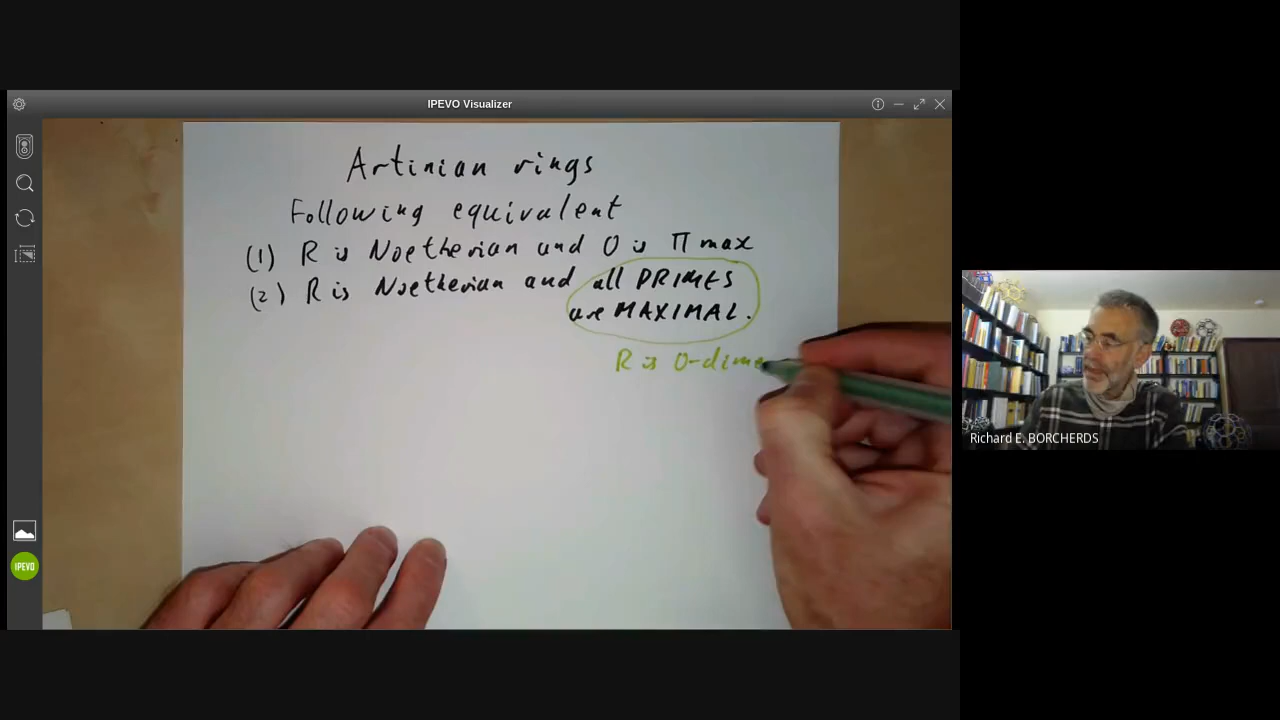 IPEVO Visualizer
Artinian rings
Following equivalent
(1) R is Noetherian and 0 is Π max
(2) R is Noetherian and all PRIMES
are MAXIMAL.
R is 0-dime
Richard E. BORCHERDS
IPEVO